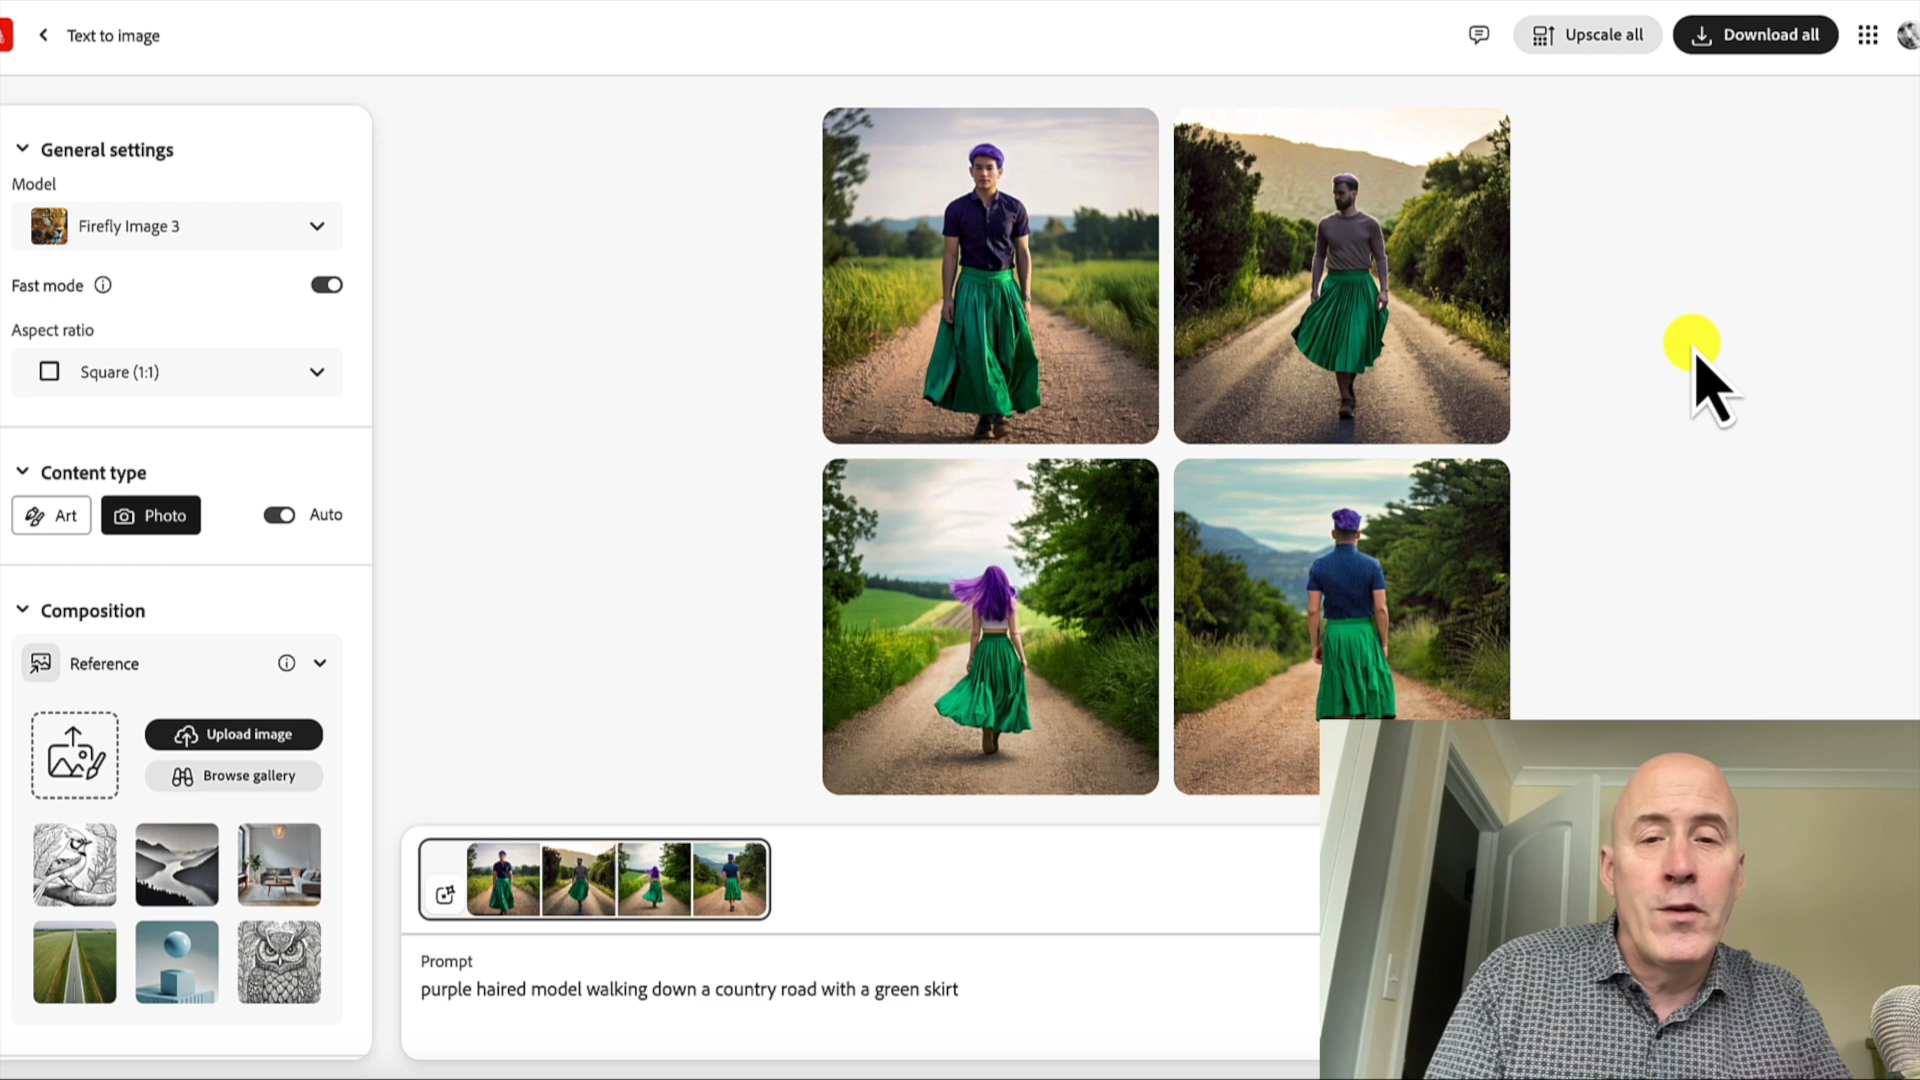 Text to image
Upscale all
Download all
General settings
Model
Firefly Image 3
Fast mode
Aspect ratio
Square (1:1)
Content type
Art
Photo
Auto
Composition
Reference
Upload image
Browse gallery
Prompt
purple haired model walking down a country road with a green skirt